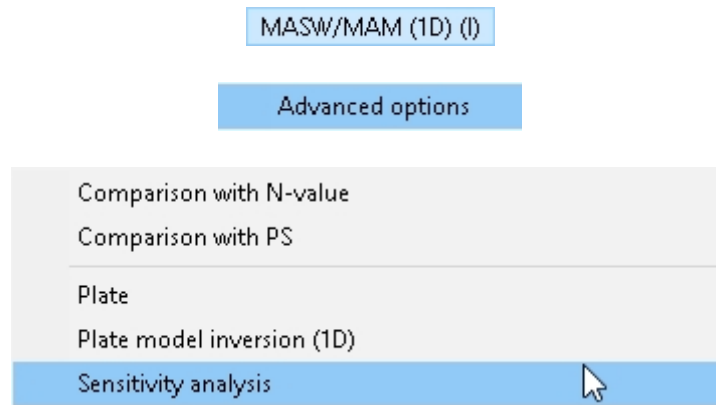 MASW/MAM (1D) (I)
Advanced options
Comparison with N-value
Comparison with PS
Plate
Plate model inversion (1D)
Sensitivity analysis